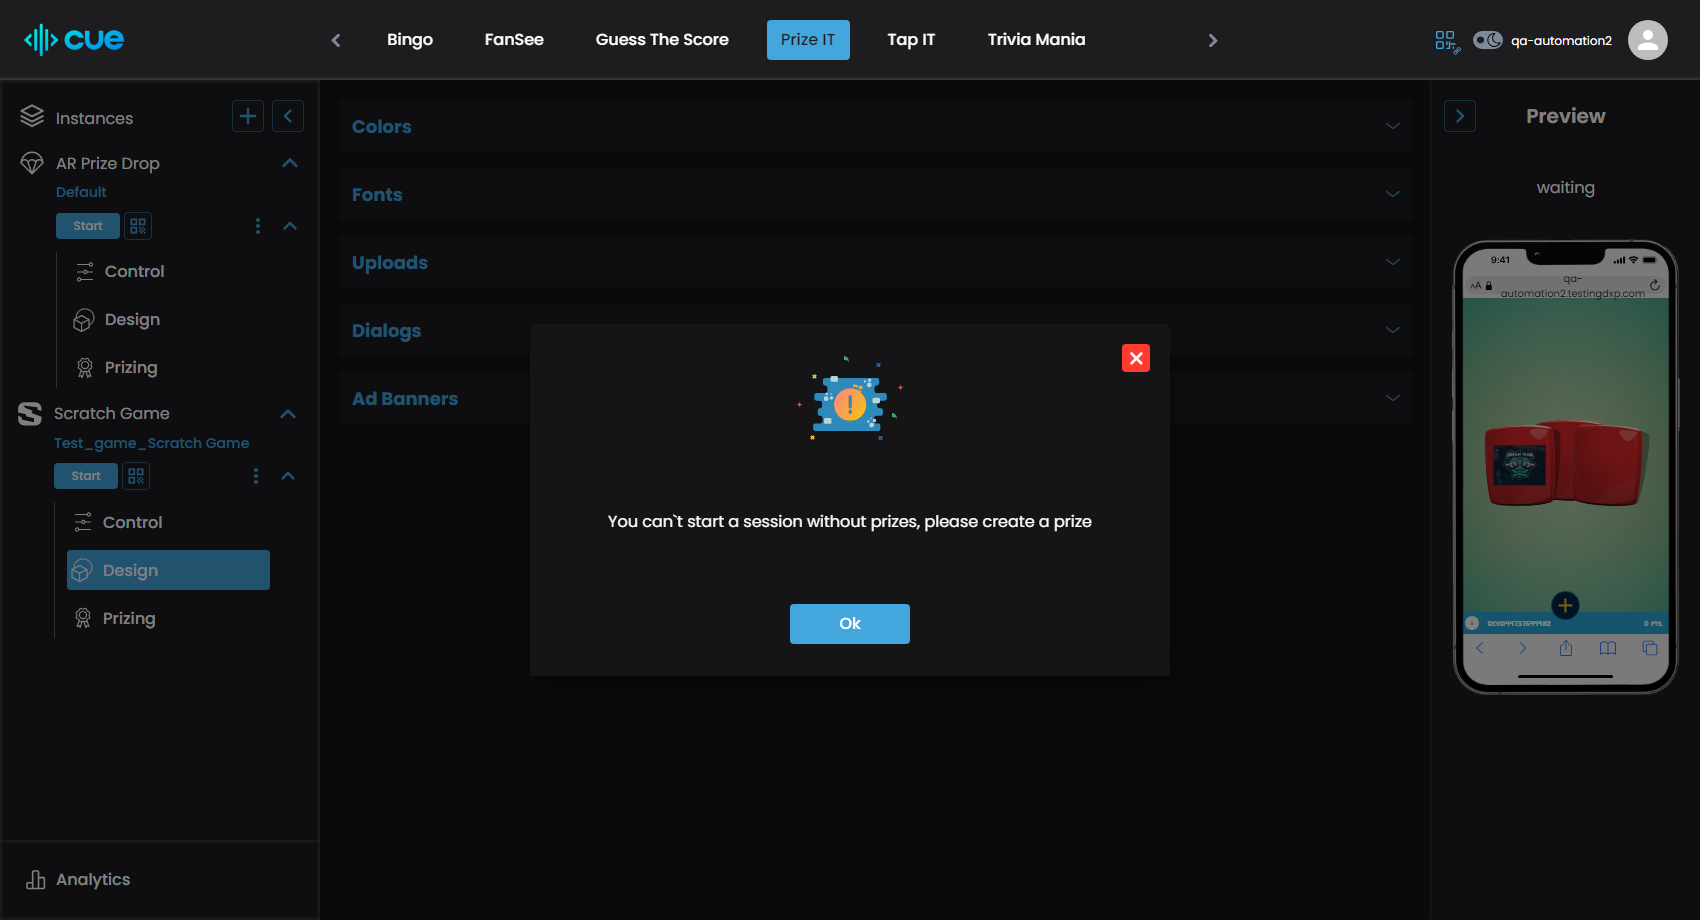 cue
Bingo
FanSee
Guess The Score
Prize IT
Tap IT
Trivia Mania
qa-automation2
Instances
AR Prize Drop
Default
Start
Control
Design
Prizing
Scratch Game
Test_game_Scratch Game
Start
Control
Design
Prizing
Analytics
Colors
Fonts
Uploads
Dialogs
Ad Banners
You can`t start a session without prizes, please create a prize
Ok
Preview
waiting
9:41
AA
qa-
automation2.testingdxp.com
0 PTS.